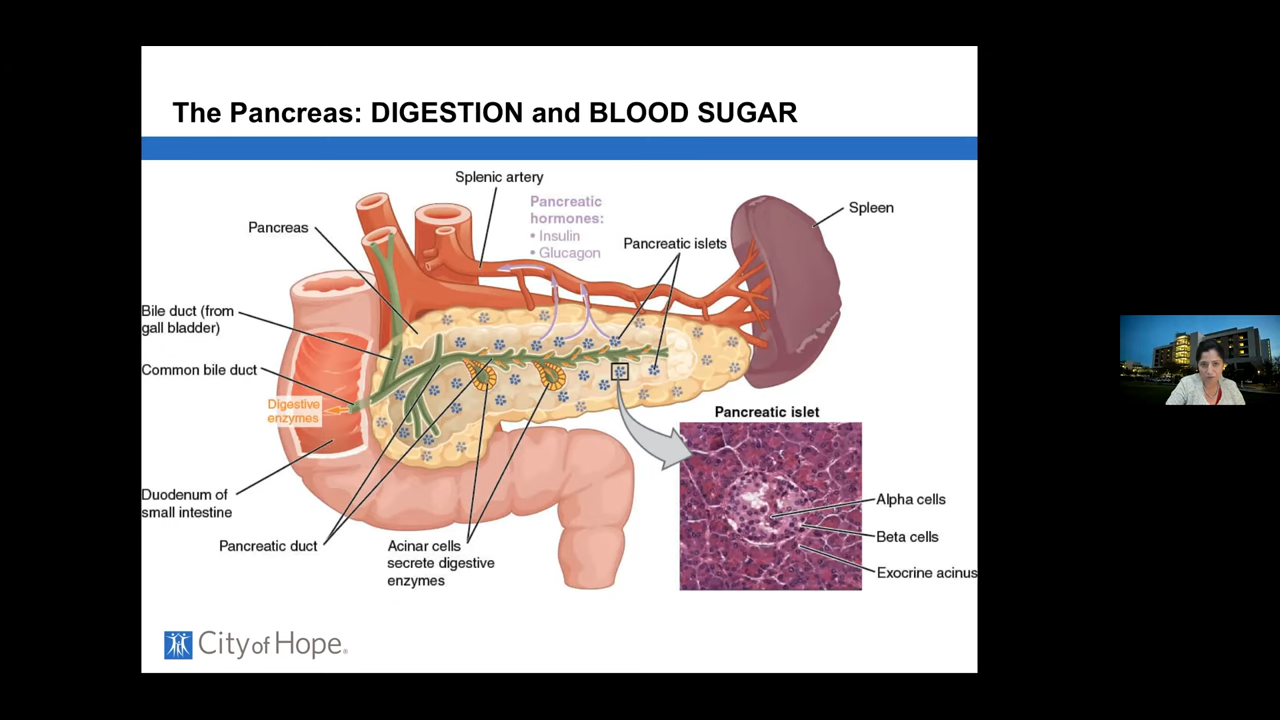 The Pancreas: DIGESTION and BLOOD SUGAR
Splenic artery
Pancreatic
hormones:
• Insulin
• Glucagon
Spleen
Pancreas
Pancreatic islets
Bile duct (from
gall bladder)
Common bile duct
Digestive
enzymes
Pancreatic islet
Duodenum of
small intestine
Alpha cells
Beta cells
Pancreatic duct
Acinar cells
secrete digestive
enzymes
Exocrine acinus
City of Hope®